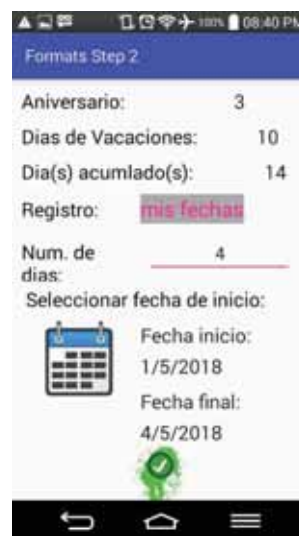 100% 08:40 PM
Formats Step 2
Aniversario: 3
Dias de Vacaciones: 10
Dia(s) acumlado(s): 14
Registro: mis fechas
Num. de dias: 4
Seleccionar fecha de inicio:
Fecha inicio:
1/5/2018
Fecha final:
4/5/2018